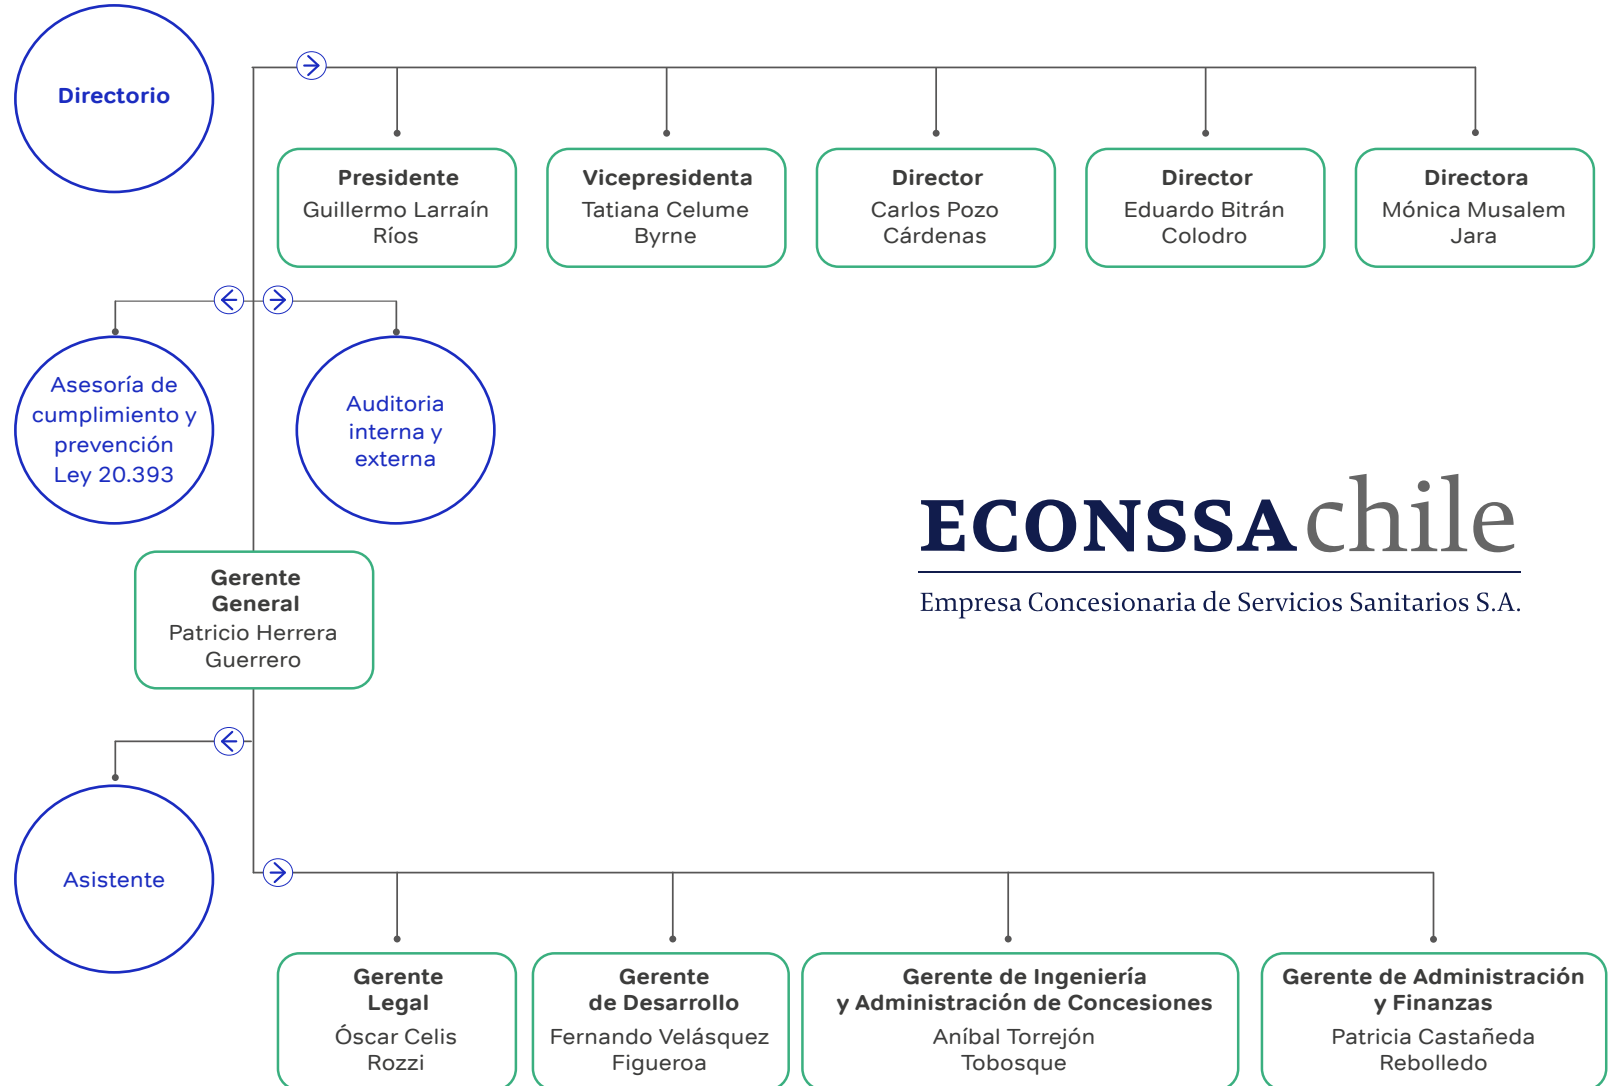 Directorio
Presidente
Guillermo Larraín
Ríos
Vicepresidenta
Tatiana Celume
Byrne
Director
Carlos Pozo
Cárdenas
Director
Eduardo Bitrán
Colodro
Directora
Mónica Musalem
Jara
Asesoría de
cumplimiento y
prevención
Ley 20.393
Auditoria
interna y
externa
ECONSSAchile
Empresa Concesionaria de Servicios Sanitarios S.A.
Gerente
General
Patricio Herrera
Guerrero
Asistente
Gerente
Legal
Óscar Celis
Rozzi
Gerente
de Desarrollo
Fernando Velásquez
Figueroa
Gerente de Ingeniería
y Administración de Concesiones
Aníbal Torrejón
Tobosque
Gerente de Administración
y Finanzas
Patricia Castañeda
Rebolledo